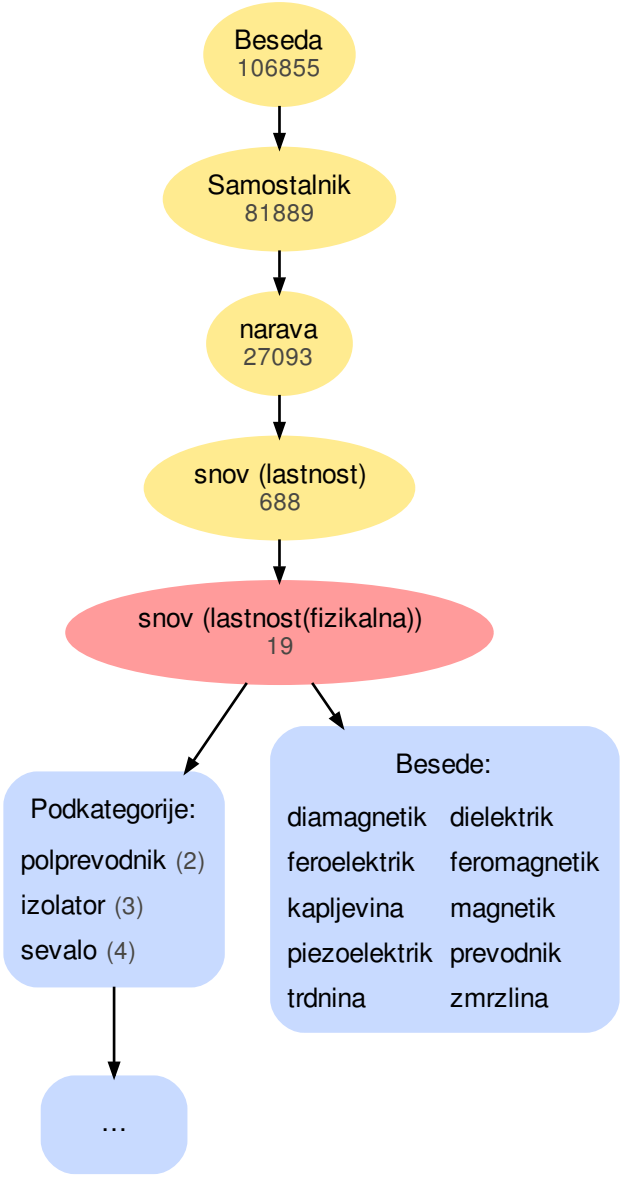 Beseda
106855
Samostalnik
81889
narava
27093
snov (lastnost)
688
snov (lastnost(fizikalna))
19
Podkategorije:
polprevodnik (2)
izolator (3)
sevalo (4)
...
Besede:
diamagnetik dielektrik
feroelektrik feromagnetik
kapljevina magnetik
piezoelektrik prevodnik
trdnina zmrzlina